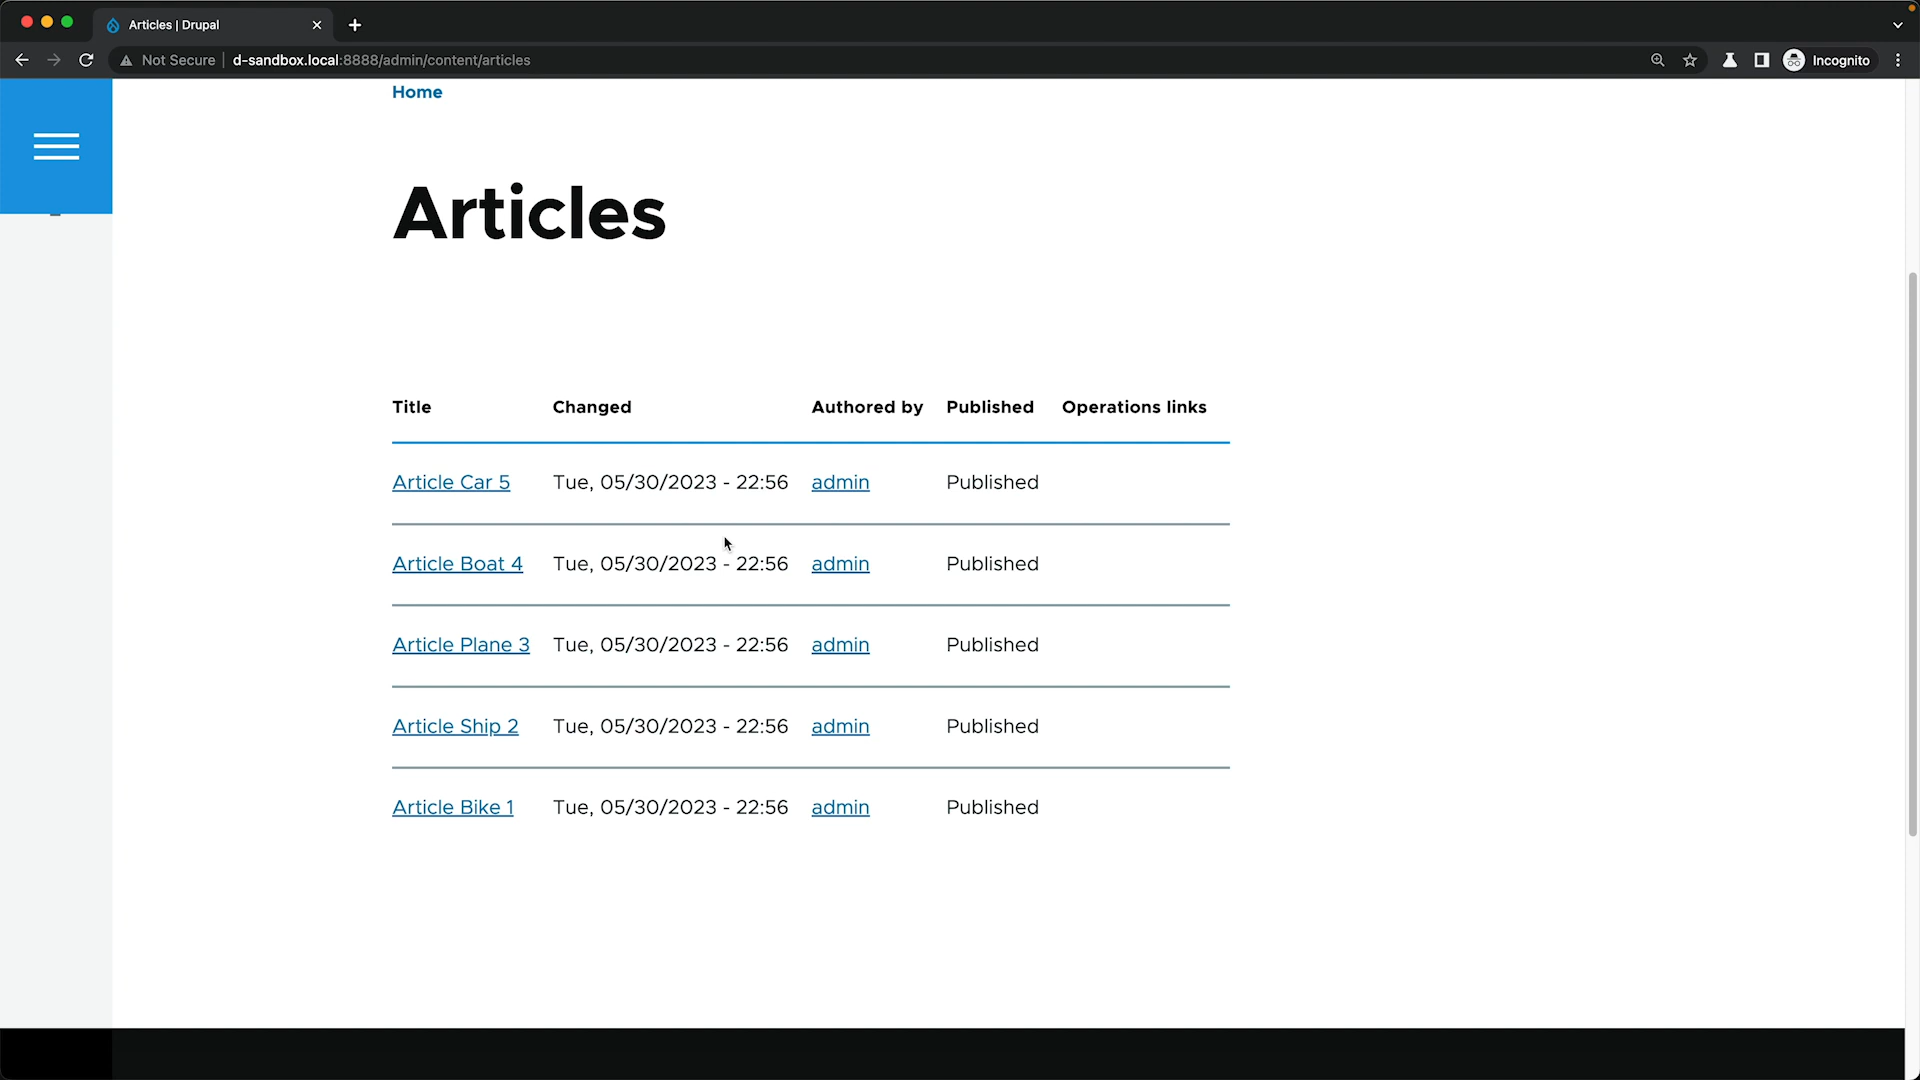 Articles | Drupal
Not Secure d-sandbox.local:8888/admin/content/articles Incognito
Home
Articles
Title Changed Authored by Published Operations links
Article Car 5 Tue, 05/30/2023 - 22:56 admin Published
Article Boat 4 Tue, 05/30/2023 - 22:56 admin Published
Article Plane 3 Tue, 05/30/2023 - 22:56 admin Published
Article Ship 2 Tue, 05/30/2023 - 22:56 admin Published
Article Bike 1 Tue, 05/30/2023 - 22:56 admin Published